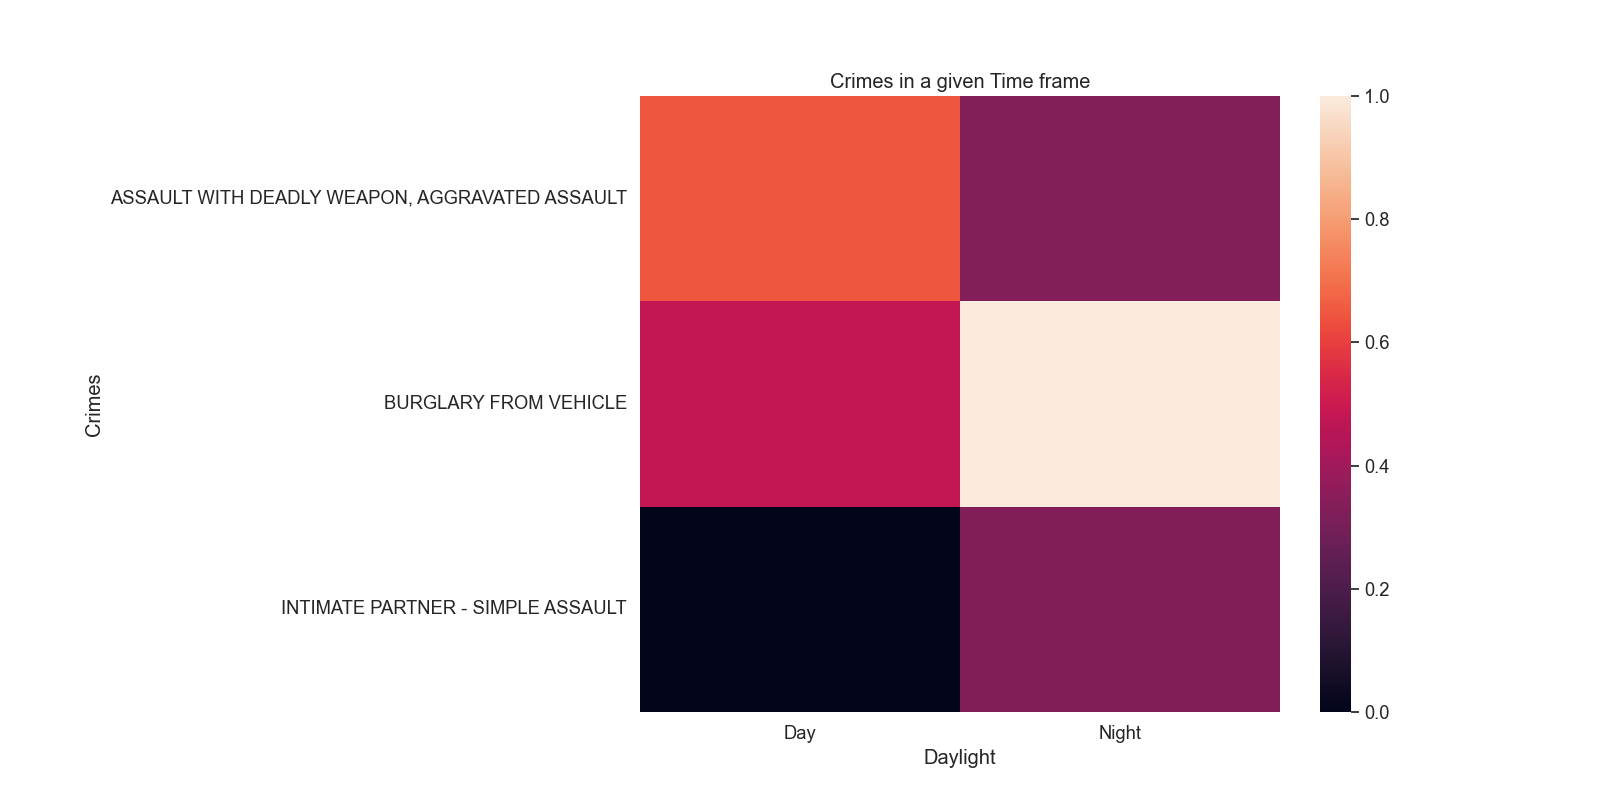 Crimes in a given Time frame
ASSAULT WITH DEADLY WEAPON, AGGRAVATED ASSAULT
BURGLARY FROM VEHICLE
INTIMATE PARTNER - SIMPLE ASSAULT
Crimes
Day
Night
Daylight
1.0
0.8
0.6
0.4
0.2
0.0